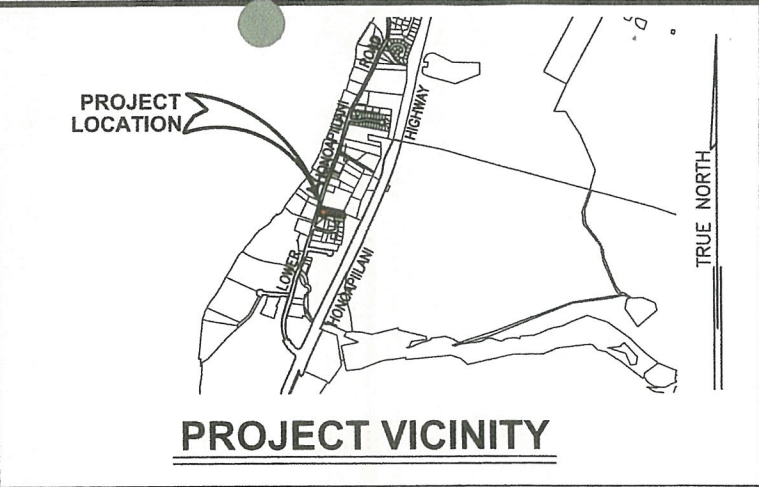 PROJECT
LOCATION
ROAD
HONOAPIILANI
LOWER
HIGHWAY
HONOAPIILANI
TRUE NORTH
PROJECT VICINITY